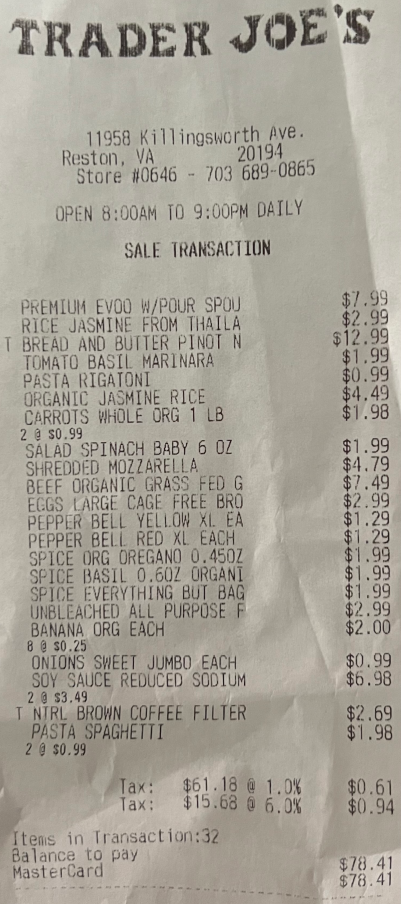 TRADER JOE'S
11958 Killingsworth Ave.
Reston, VA 20194
Store #0646 - 703 689-0865
OPEN 8:00AM TO 9:00PM DAILY
SALE TRANSACTION
PREMIUM EVOO W/POUR SPOU $7.99
RICE JASMINE FROM THAILA $2.99
T BREAD AND BUTTER PINOT N $12.99
TOMATO BASIL MARINARA $1.99
PASTA RIGATONI $0.99
ORGANIC JASMINE RICE $4.49
CARROTS WHOLE ORG 1 LB $1.98
2 @ $0.99
SALAD SPINACH BABY 6 OZ $1.99
SHREDDED MOZZARELLA $4.79
BEEF ORGANIC GRASS FED G $7.49
EGGS LARGE CAGE FREE BRO $2.99
PEPPER BELL YELLOW XL EA $1.29
PEPPER BELL RED XL EACH $1.29
SPICE ORG OREGANO 0.45OZ $1.99
SPICE BASIL 0.6OZ ORGANI $1.99
SPICE EVERYTHING BUT BAG $1.99
UNBLEACHED ALL PURPOSE F $2.99
BANANA ORG EACH $2.00
8 @ $0.25
ONIONS SWEET JUMBO EACH $0.99
SOY SAUCE REDUCED SODIUM $6.98
2 @ $3.49
T NTRL BROWN COFFEE FILTER $2.69
PASTA SPAGHETTI $1.98
2 @ $0.99
Tax: $61.18 @ 1.0% $0.61
Tax: $15.68 @ 6.0% $0.94
Items in Transaction:32
Balance to pay $78.41
MasterCard $78.41